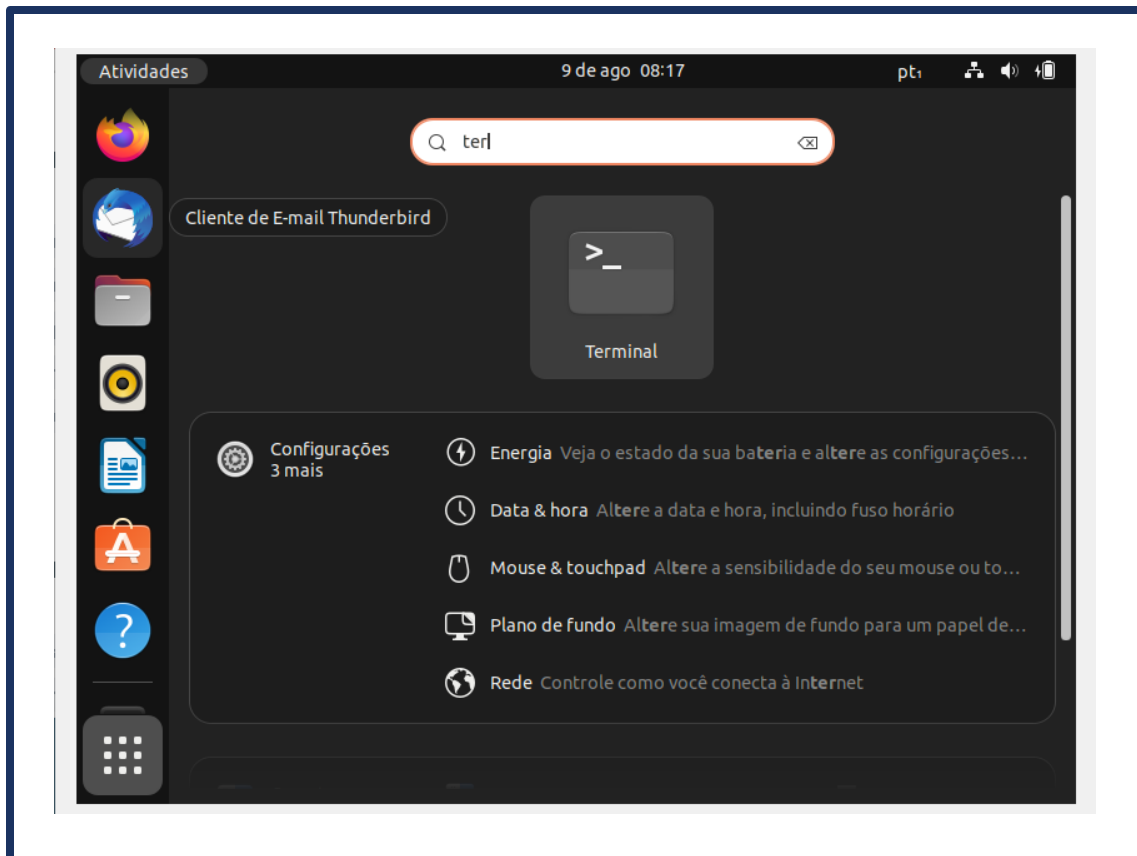 Atividades 9 de ago 08:17 pt₁
ter
Cliente de E-mail Thunderbird
>_
Terminal
Configurações
3 mais
Energia Veja o estado da sua bateria e altere as configurações...
Data & hora Altere a data e hora, incluindo fuso horário
Mouse & touchpad Altere a sensibilidade do seu mouse ou to...
Plano de fundo Altere sua imagem de fundo para um papel de...
Rede Controle como você conecta à Internet